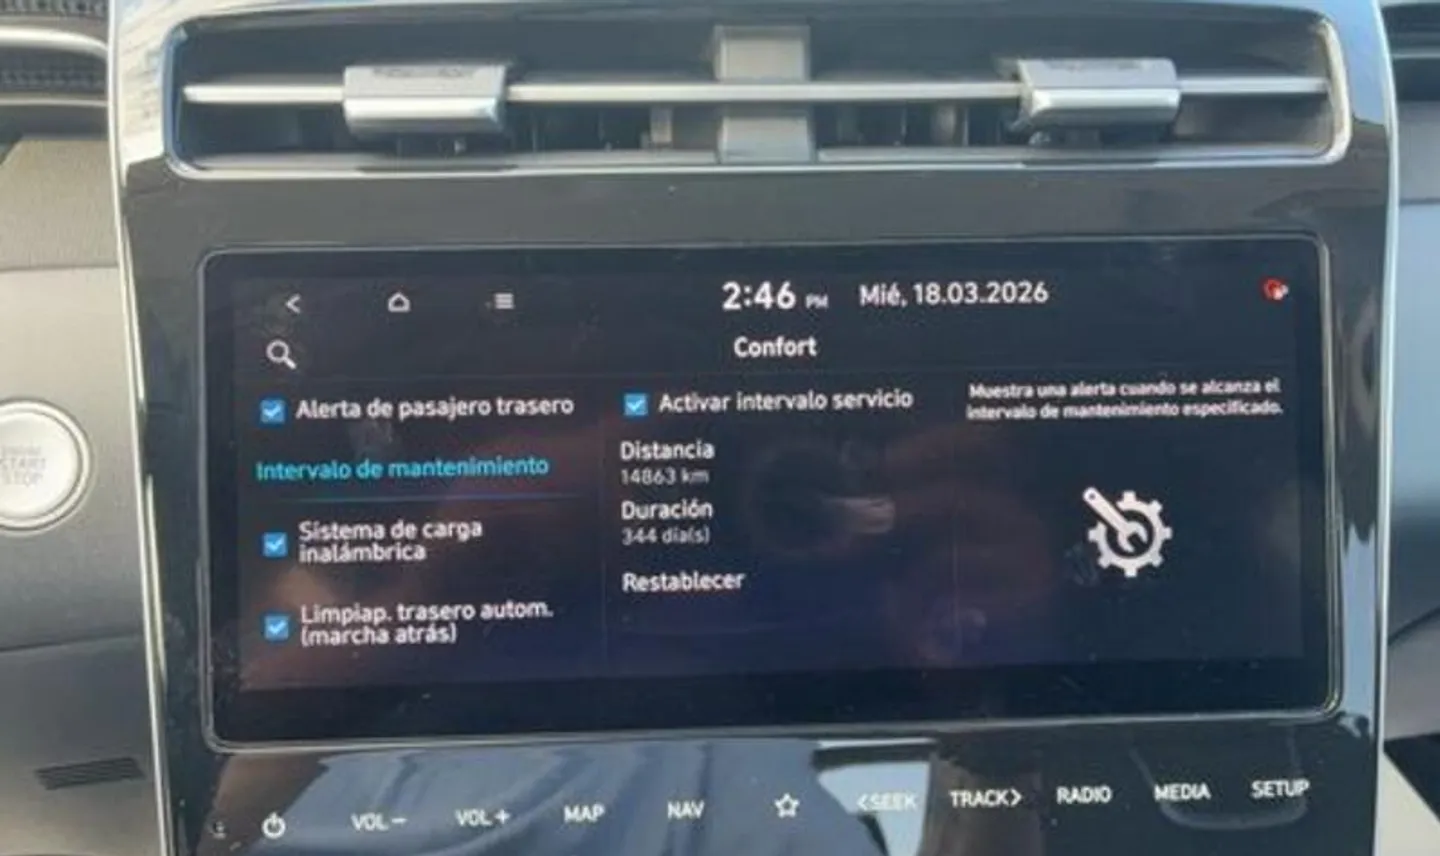 2:46 PM Mié, 18.03.2026
Confort
Alerta de pasajero trasero
Intervalo de mantenimiento
Sistema de carga
inalámbrica
Limpiap. trasero autom.
(marcha atrás)
Activar intervalo servicio
Distancia
14863 km
Duración
344 día(s)
Restablecer
Muestra una alerta cuando se alcanza el
intervalo de mantenimiento especificado.
START
STOP
VOL− VOL+ MAP NAV <SEEK TRACK> RADIO MEDIA SETUP